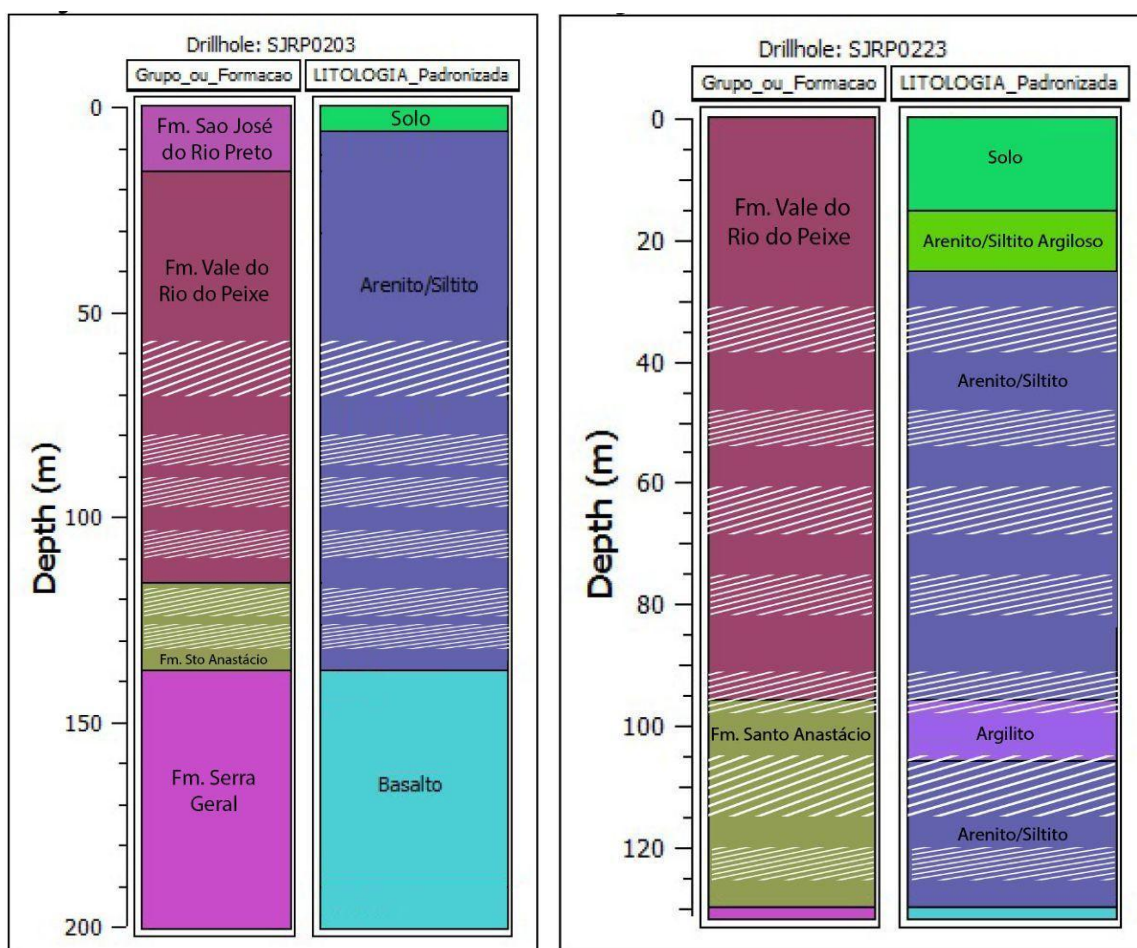 Drillhole: SJRP0203
Grupo_ou_Formacao
LITOLOGIA_Padronizada
Depth (m)
0
50
100
150
200
Fm. Sao José
do Rio Preto
Fm. Vale do
Rio do Peixe
Fm. Sto Anastácio
Fm. Serra
Geral
Solo
Arenito/Siltito
Basalto
Drillhole: SJRP0223
Grupo_ou_Formacao
LITOLOGIA_Padronizada
Depth (m)
0
20
40
60
80
100
120
Fm. Vale do
Rio do Peixe
Fm. Santo Anastácio
Solo
Arenito/Siltito Argiloso
Arenito/Siltito
Argilito
Arenito/Siltito